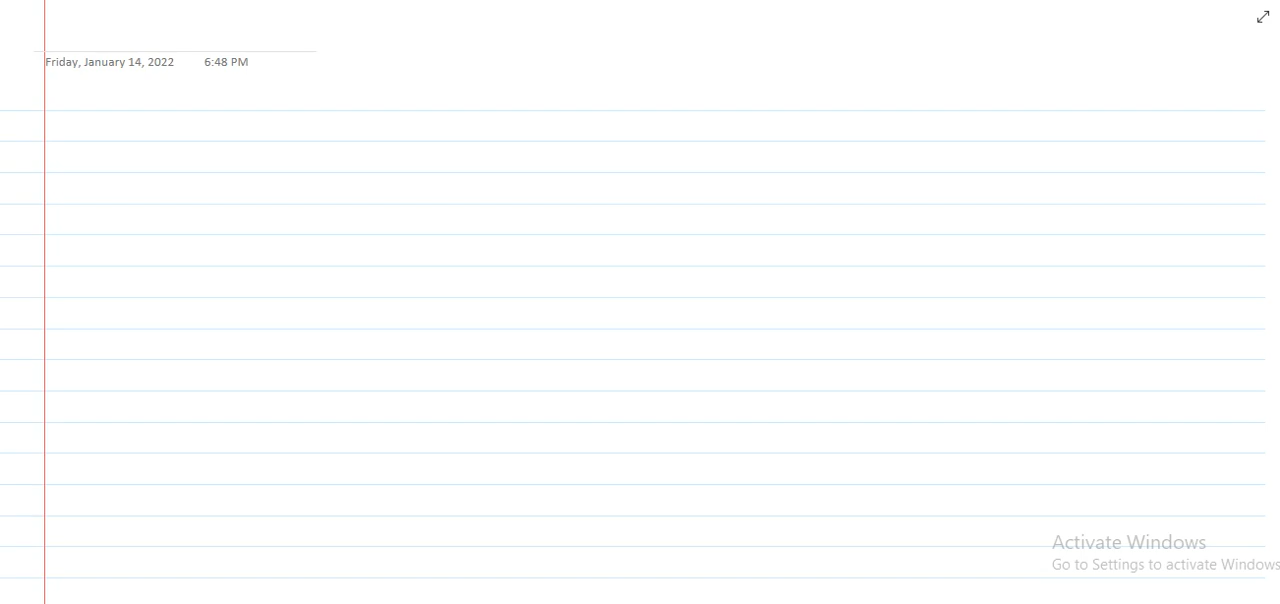 Friday, January 14, 2022 6:48 PM
Activate Windows
Go to Settings to activate Windows